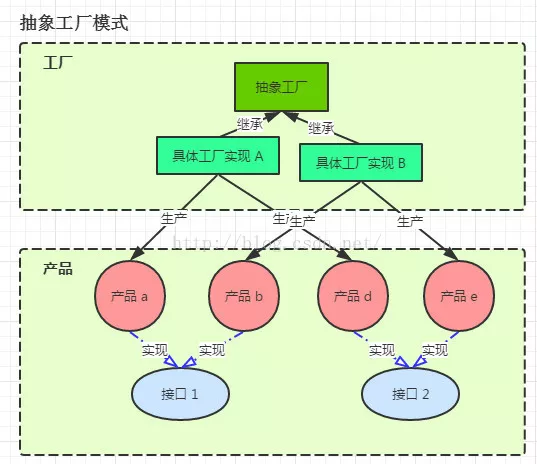 抽象工厂模式
工厂
抽象工厂
继承
继承
具体工厂实现 A
具体工厂实现 B
生产
生产
生产
生产
http://blog.csdn.net/
产品
产品 a
产品 b
产品 d
产品 e
实现
实现
实现
实现
接口 1
接口 2